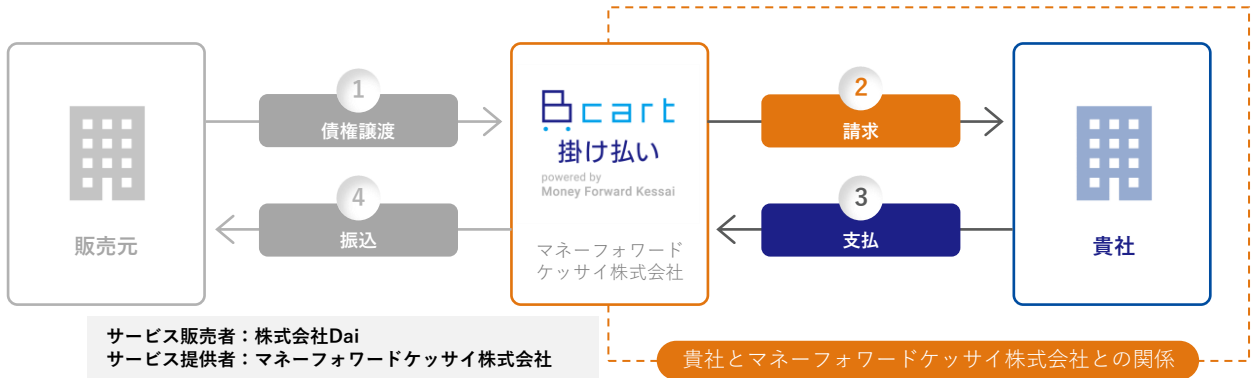 販売元
1
債権譲渡
4
振込
Bcart
掛け払い
powered by
Money Forward Kessai
マネーフォワード
ケッサイ株式会社
2
請求
3
支払
貴社
サービス販売者：株式会社Dai
サービス提供者：マネーフォワードケッサイ株式会社
貴社とマネーフォワードケッサイ株式会社との関係